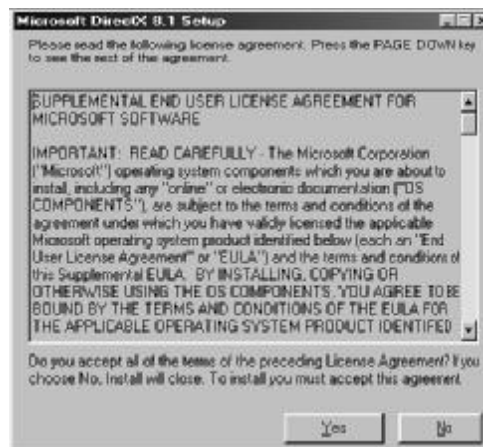 Microsoft DirectX 8.1 Setup
Please read the following license agreement. Press the PAGE DOWN key
to see the rest of the agreement.
SUPPLEMENTAL END USER LICENSE AGREEMENT FOR
MICROSOFT SOFTWARE
IMPORTANT: READ CAREFULLY - The Microsoft Corporation
("Microsoft") operating system components which you are about to
install, including any "online" or electronic documentation ("OS
COMPONENTS"), are subject to the terms and conditions of the
agreement under which you have validly licensed the applicable
Microsoft operating system product identified below (each an "End
User License Agreement" or "EULA") and the terms and conditions of
this Supplemental EULA. BY INSTALLING, COPYING OR
OTHERWISE USING THE OS COMPONENTS, YOU AGREE TO BE
BOUND BY THE TERMS AND CONDITIONS OF THE EULA FOR
THE APPLICABLE OPERATING SYSTEM PRODUCT IDENTIFIED
Do you accept all of the terms of the preceding License Agreement? If you
choose No, Install will close. To install you must accept this agreement
Yes No